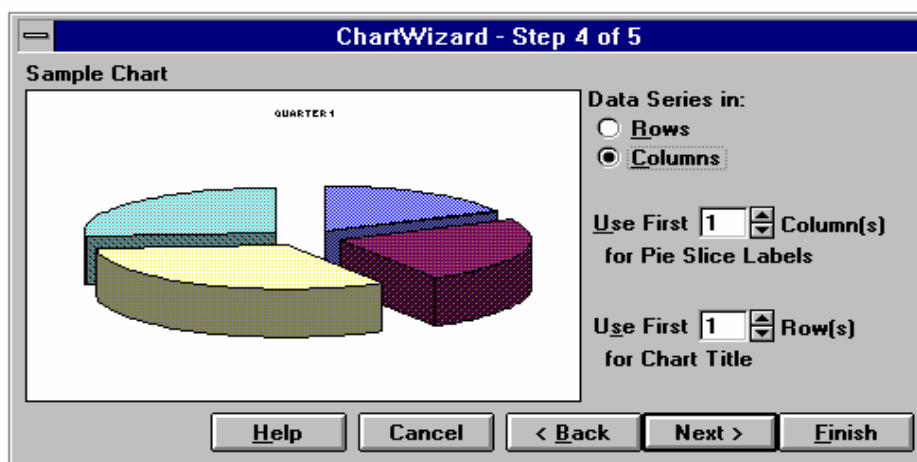 ChartWizard - Step 4 of 5
Sample Chart
QUARTER 1
Data Series in:
Rows
Columns
Use First 1 Column(s)
for Pie Slice Labels
Use First 1 Row(s)
for Chart Title
Help Cancel < Back Next > Finish